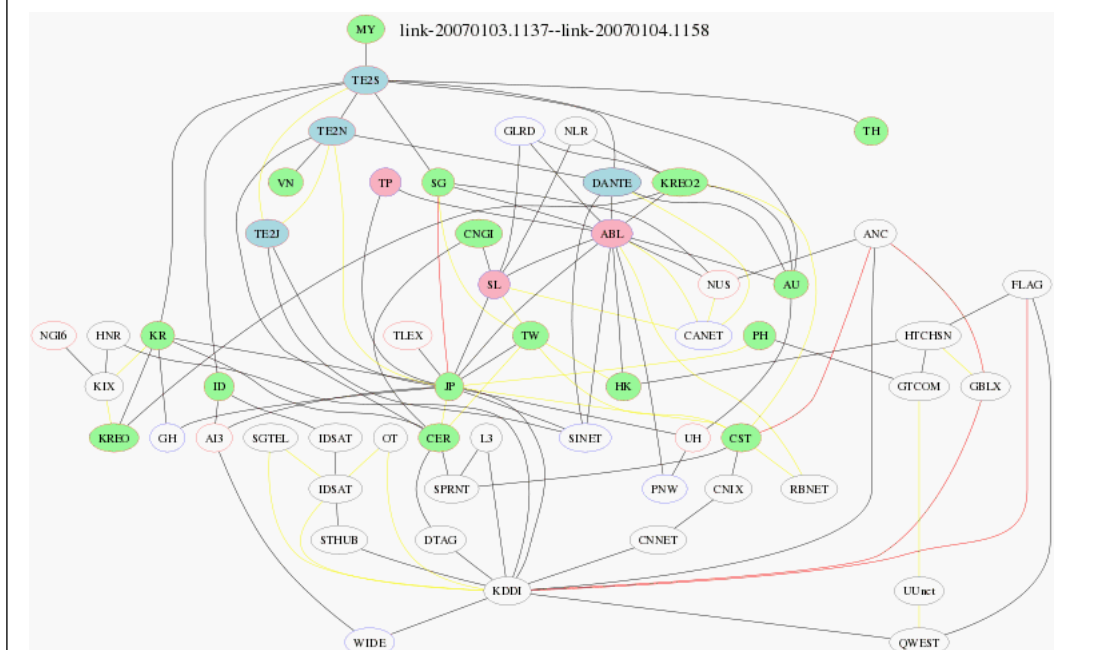 MY link-20070103.1137--link-20070104.1158
TE2S
TE2N GLRD NLR TH
VN TP SG DANTE KREO2
TE2J CNGI ABL ANC
SL NUS AU FLAG
NGI6 HNR KR TLEX TW CANET PH HTCHSN
KIX ID JP HK GTCOM GBLX
KREO GH AI3 SGTEL IDSAT OT CER L3 SINET UH CST
IDSAT SPRNT PNW CNIX RBNET
STHUB DTAG CNNET
KDDI UUnet
WIDE QWEST